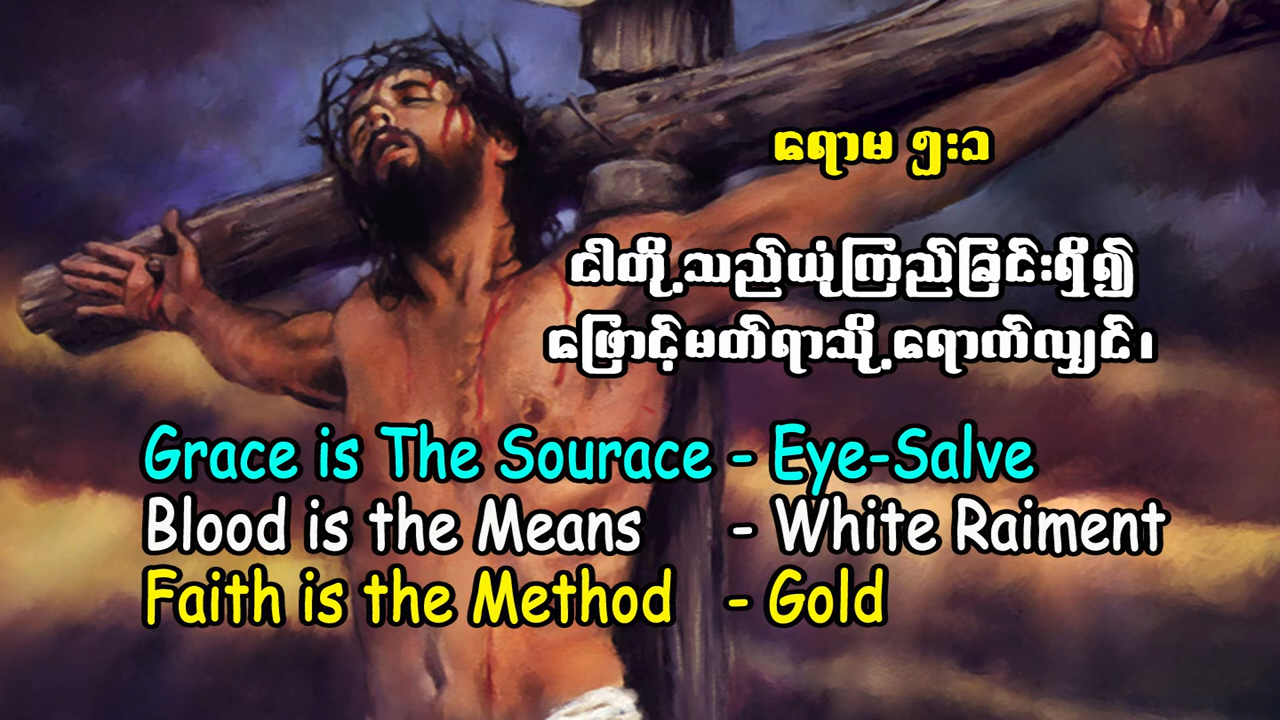 ရောမ ၅း၁
ငါတို့သည်ယုံကြည်ခြင်းရှိ၍
ဖြောင့်မတ်ရာသို့ရောက်လျှင်၊
Grace is The Sourace - Eye-Salve
Blood is the Means - White Raiment
Faith is the Method - Gold